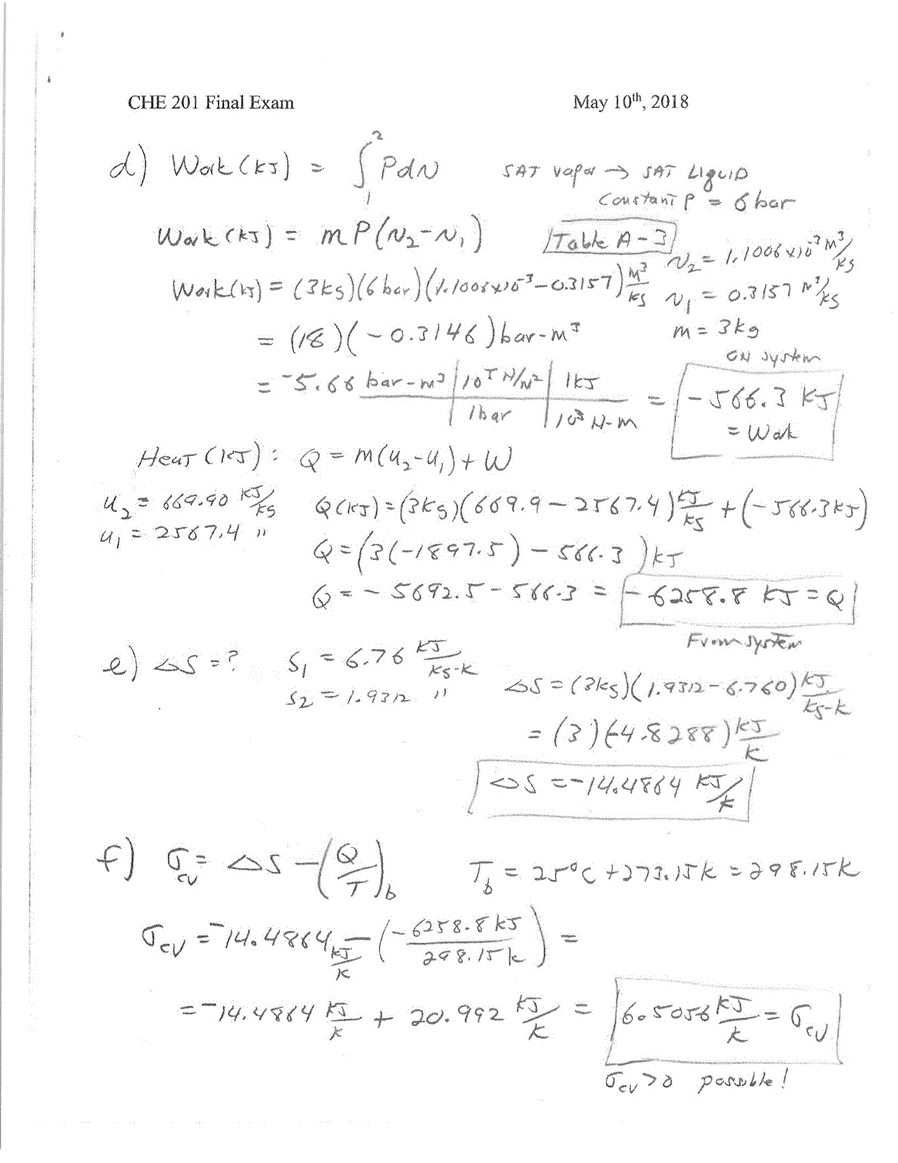 CHE 201 Final Exam May 10th, 2018
d) Work (kJ) = ∫₁² P dv SAT vapor → SAT LIQUID
Constant P = 6 bar
Work (kJ) = mP(v₂-v₁) Table A-3 v₂ = 1.1006 x10⁻³ M³/kg
Work (kJ) = (3kg)(6 bar)(1.1006x10⁻³ - 0.3157) M³/kg v₁ = 0.3157 M³/kg
= (18)(-0.3146) bar-m³ m = 3kg
= -5.66 bar-m³ | 10⁵ N/m² / 1bar | 1kJ / 10³ N-m = -566.3 kJ = Work ON system
Heat (kJ): Q = m(u₂-u₁) + W
u₂ = 669.90 kJ/kg Q(kJ) = (3kg)(669.9 - 2567.4) kJ/kg + (-566.3kJ)
u₁ = 2567.4 "
Q = (3(-1897.5) - 566.3) kJ
Q = - 5692.5 - 566.3 = -6258.8 kJ = Q
From system
e) ΔS = ? S₁ = 6.76 kJ/kg-k
S₂ = 1.9312 " ΔS = (3kg)(1.9312 - 6.760) kJ/kg-k
= (3)(-4.8288) kJ/k
ΔS = -14.4864 kJ/k
f) σcv = ΔS - (Q/T)b Tb = 25°C + 273.15k = 298.15k
σcv = -14.4864 kJ/k - (-6258.8 kJ / 298.15 k) =
= -14.4864 kJ/k + 20.992 kJ/k = 6.5056 kJ/k = σcv
σcv > 0 possible!